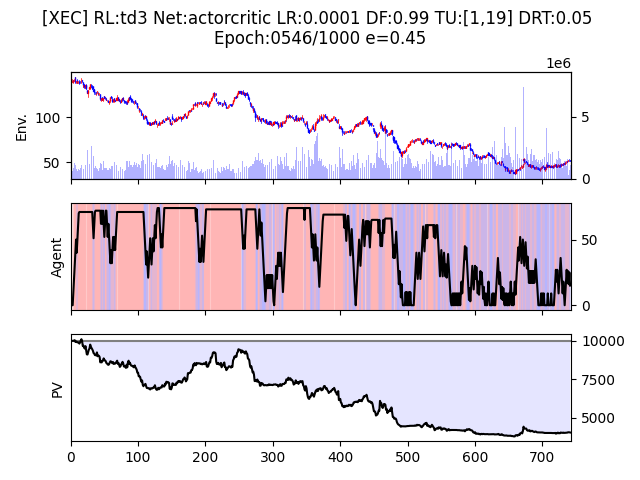 [XEC] RL:td3 Net:actorcritic LR:0.0001 DF:0.99 TU:[1,19] DRT:0.05
Epoch:0546/1000 e=0.45
1e6
Env.
100
50
5
0
Agent
50
0
PV
10000
7500
5000
0 100 200 300 400 500 600 700